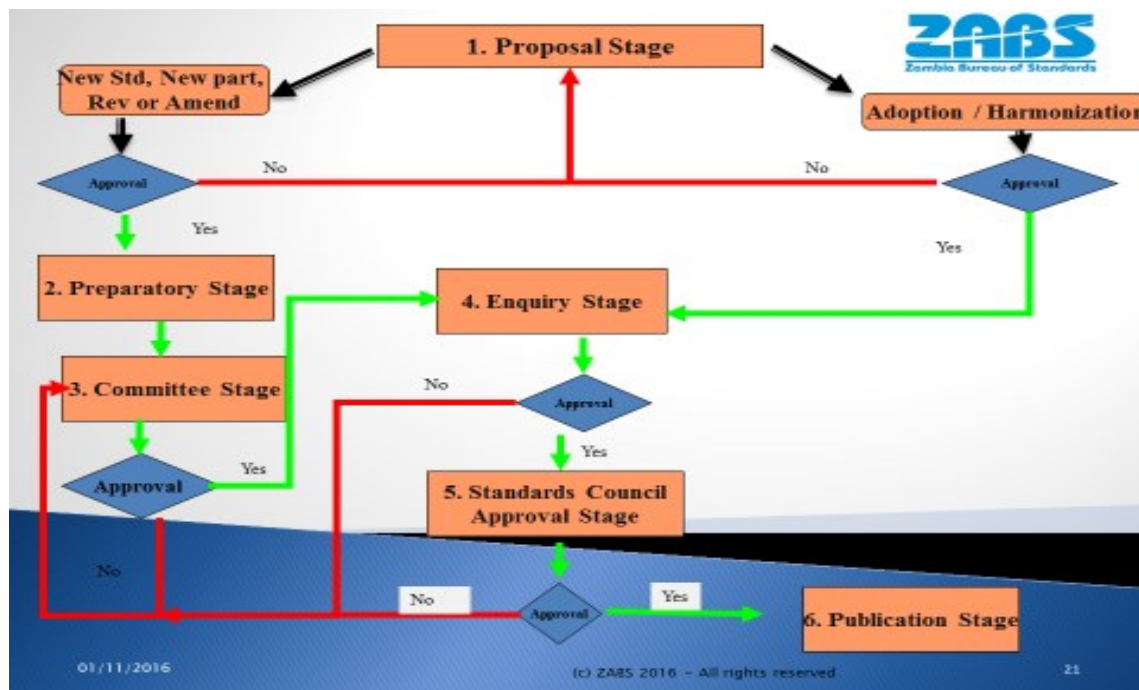 1. Proposal Stage
ZABS
Zambia Bureau of Standards
New Std, New part,
Rev or Amend
Adoption / Harmonization
Approval
No
No
Approval
Yes
Yes
2. Preparatory Stage
4. Enquiry Stage
3. Committee Stage
No
Approval
Yes
Approval
Yes
5. Standards Council
Approval Stage
No
No
Approval
Yes
6. Publication Stage
01/11/2016
(c) ZABS 2016 - All rights reserved
21